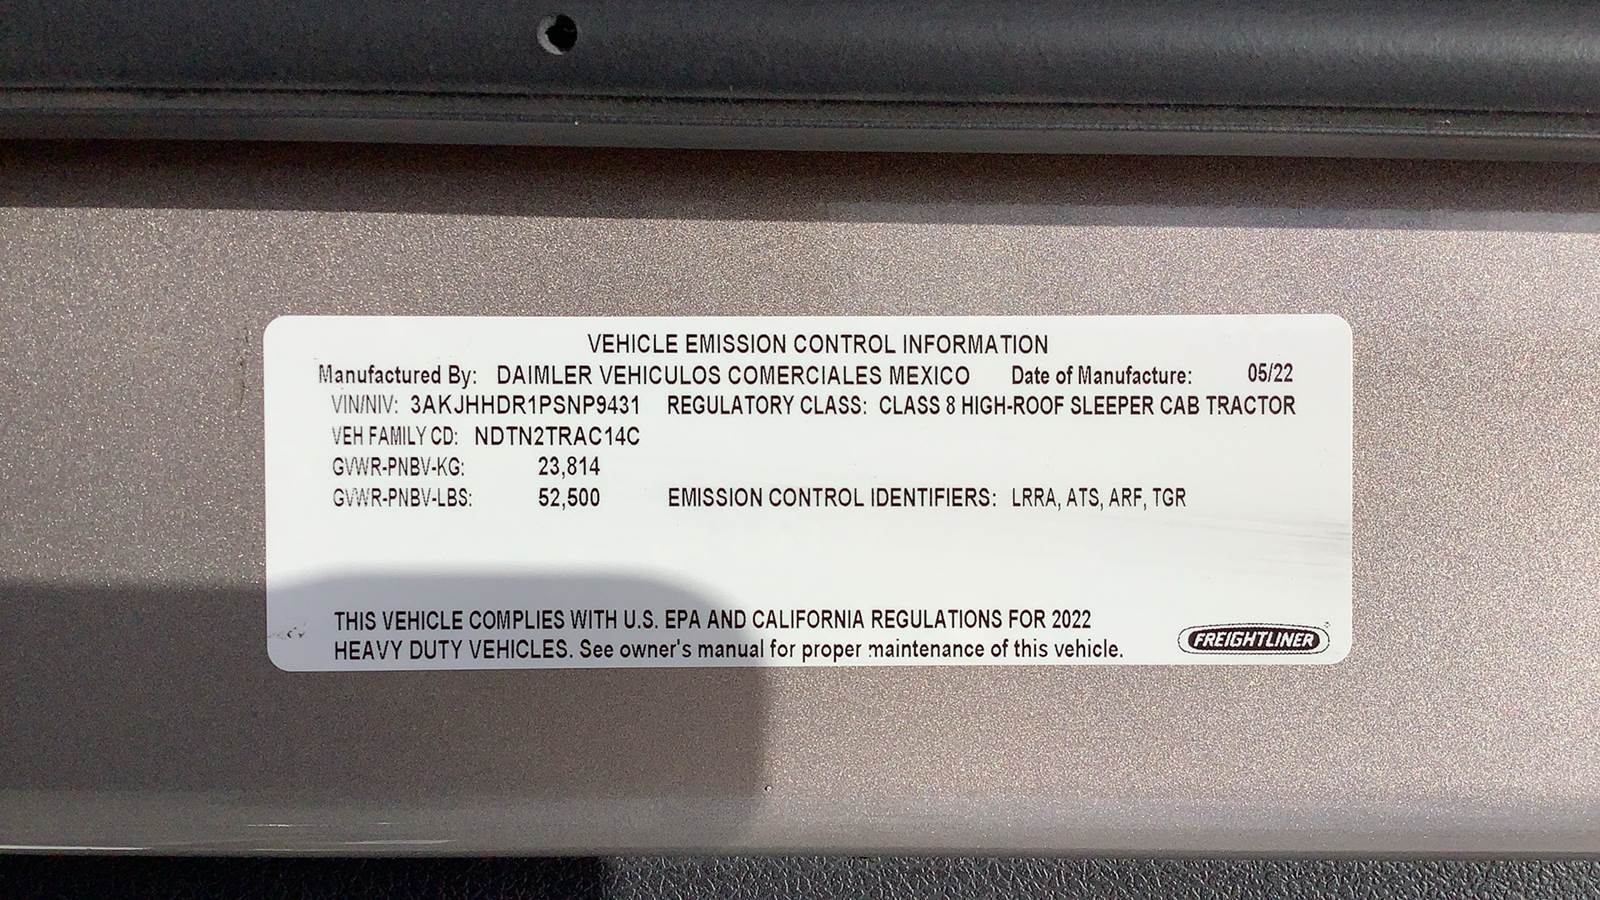 VEHICLE EMISSION CONTROL INFORMATION
Manufactured By: DAIMLER VEHICULOS COMERCIALES MEXICO Date of Manufacture: 05/22
VIN/NIV: 3AKJHHDR1PSNP9431 REGULATORY CLASS: CLASS 8 HIGH-ROOF SLEEPER CAB TRACTOR
VEH FAMILY CD: NDTN2TRAC14C
GVWR-PNBV-KG: 23,814
GVWR-PNBV-LBS: 52,500 EMISSION CONTROL IDENTIFIERS: LRRA, ATS, ARF, TGR
THIS VEHICLE COMPLIES WITH U.S. EPA AND CALIFORNIA REGULATIONS FOR 2022
HEAVY DUTY VEHICLES. See owner's manual for proper maintenance of this vehicle.
FREIGHTLINER